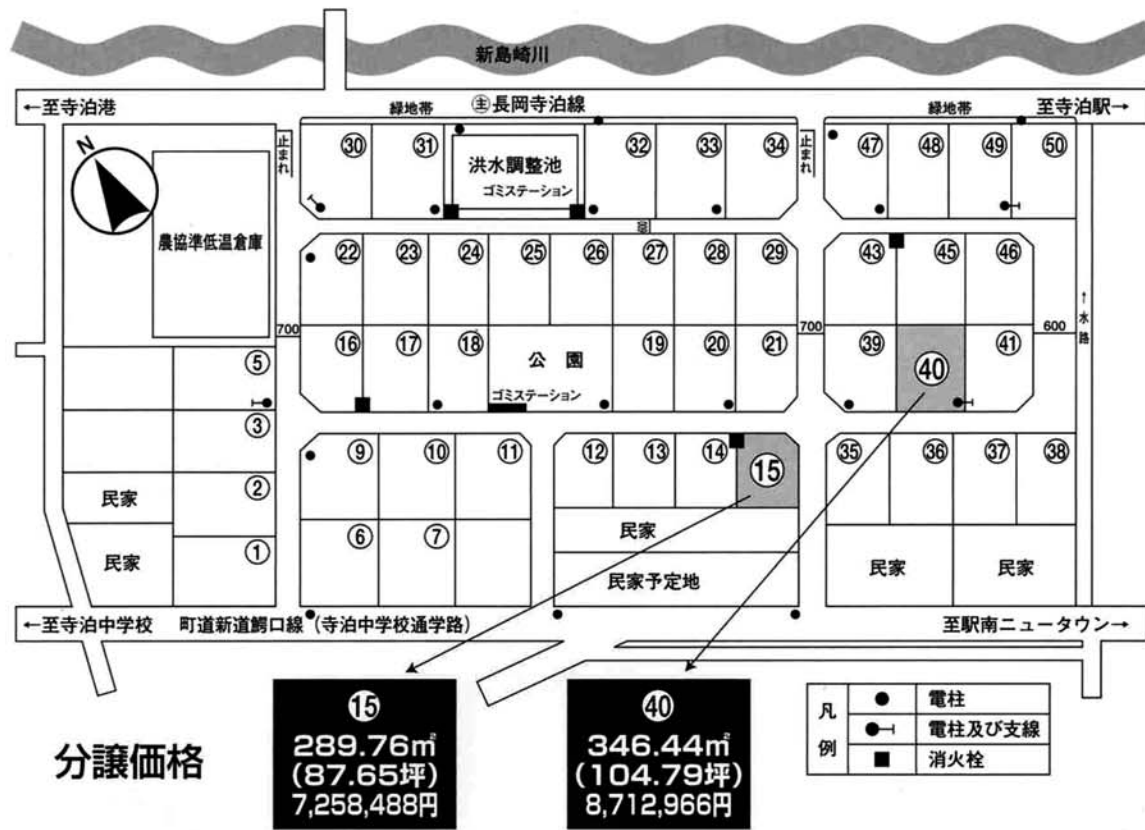 新島崎川
←至寺泊港
緑地帯
㊤長岡寺泊線
緑地帯
至寺泊駅→
N
農協準低温倉庫
止まれ
㉚
㉛
洪水調整池
ゴミステーション
㉜
㉝
㉞
止まれ
㊼
㊽
㊾
㊿
㉒
㉓
㉔
㉕
㉖
㉗
㉘
㉙
㊸
㊺
㊻
700
700
600
↑水路
⑤
⑯
⑰
⑱
公園
ゴミステーション
⑲
⑳
㉑
㊴
㊵
㊶
③
⑨
⑩
⑪
⑫
⑬
⑭
⑮
㉟
㊱
㊲
㊳
民家
②
民家
①
⑥
⑦
民家
民家予定地
民家
民家
←至寺泊中学校
町道新道鰐口線(寺泊中学校通学路)
至駅南ニュータウン→
分譲価格
⑮
289.76㎡
(87.65坪)
7,258,488円
㊵
346.44㎡
(104.79坪)
8,712,966円
凡例
電柱
電柱及び支線
消火栓